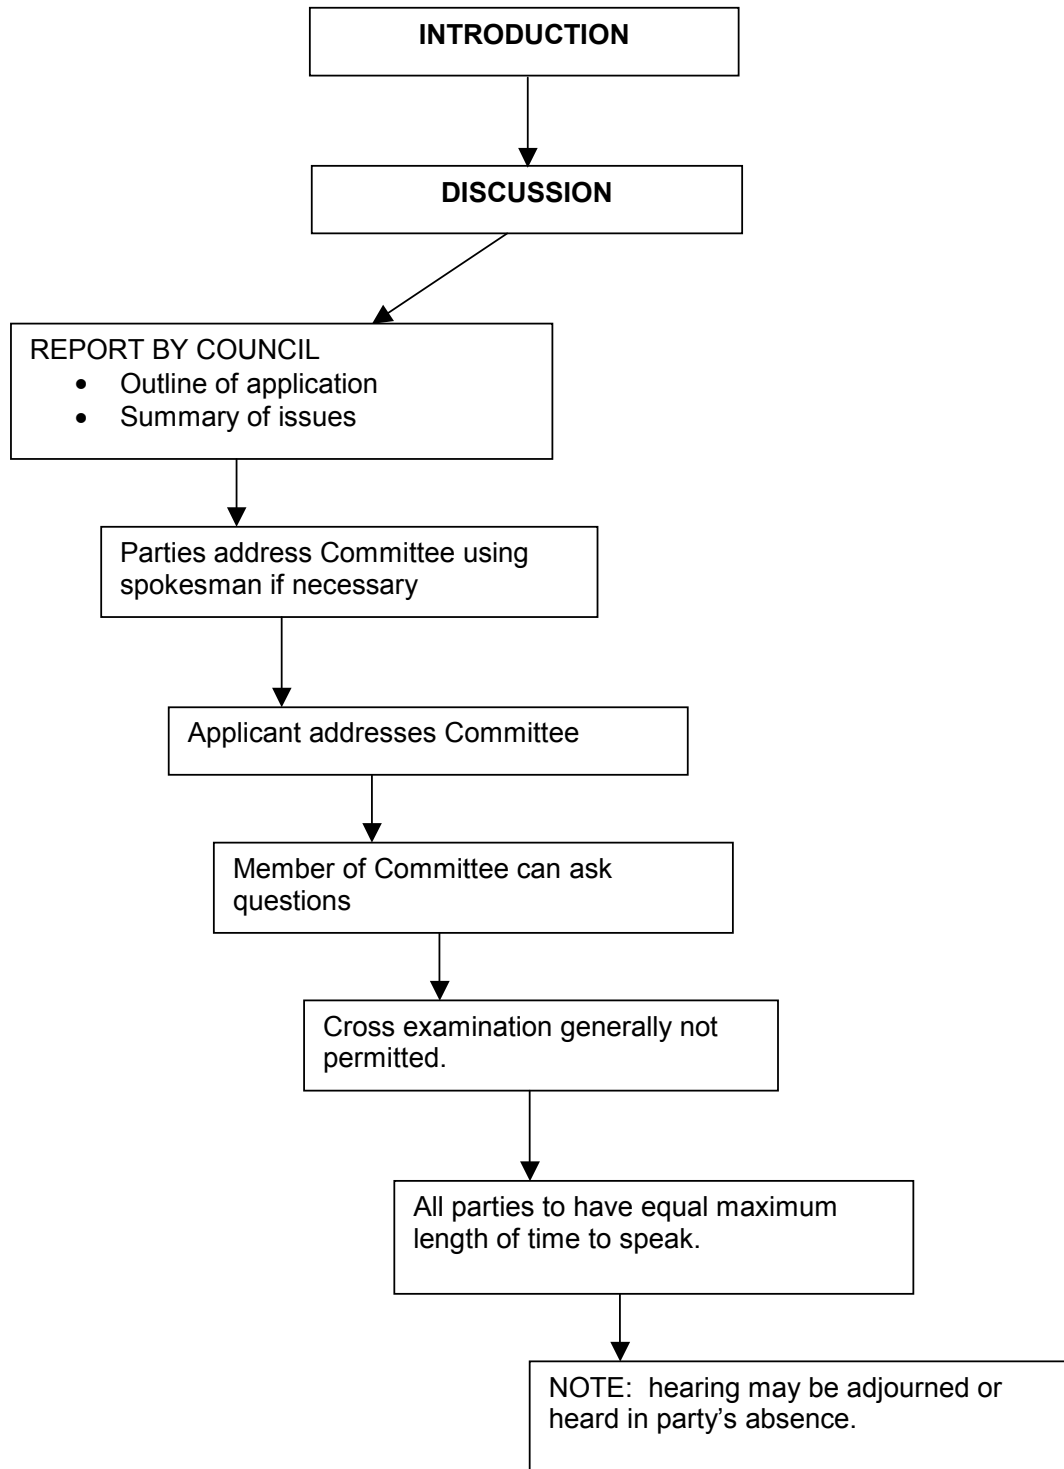 INTRODUCTION
DISCUSSION
REPORT BY COUNCIL
• Outline of application
• Summary of issues
Parties address Committee using
spokesman if necessary
Applicant addresses Committee
Member of Committee can ask
questions
Cross examination generally not
permitted.
All parties to have equal maximum
length of time to speak.
NOTE:  hearing may be adjourned or
heard in party’s absence.